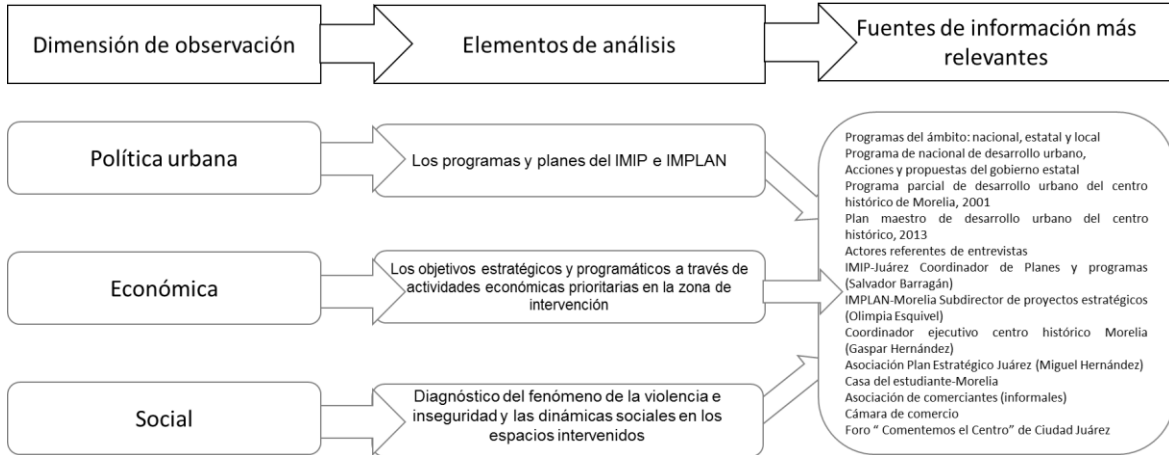 Dimensión de observación
Elementos de análisis
Fuentes de información más
relevantes
Política urbana
Los programas y planes del IMIP e IMPLAN
Económica
Los objetivos estratégicos y programáticos a través de
actividades económicas prioritarias en la zona de
intervención
Social
Diagnóstico del fenómeno de la violencia e
inseguridad y las dinámicas sociales en los
espacios intervenidos
Programas del ámbito: nacional, estatal y local
Programa de nacional de desarrollo urbano,
Acciones y propuestas del gobierno estatal
Programa parcial de desarrollo urbano del centro
histórico de Morelia, 2001
Plan maestro de desarrollo urbano del centro
histórico, 2013
Actores referentes de entrevistas
IMIP-Juárez Coordinador de Planes y programas
(Salvador Barragán)
IMPLAN-Morelia Subdirector de proyectos estratégicos
(Olimpia Esquivel)
Coordinador ejecutivo centro histórico Morelia
(Gaspar Hernández)
Asociación Plan Estratégico Juárez (Miguel Hernández)
Casa del estudiante-Morelia
Asociación de comerciantes (informales)
Cámara de comercio
Foro “ Comentemos el Centro” de Ciudad Juárez